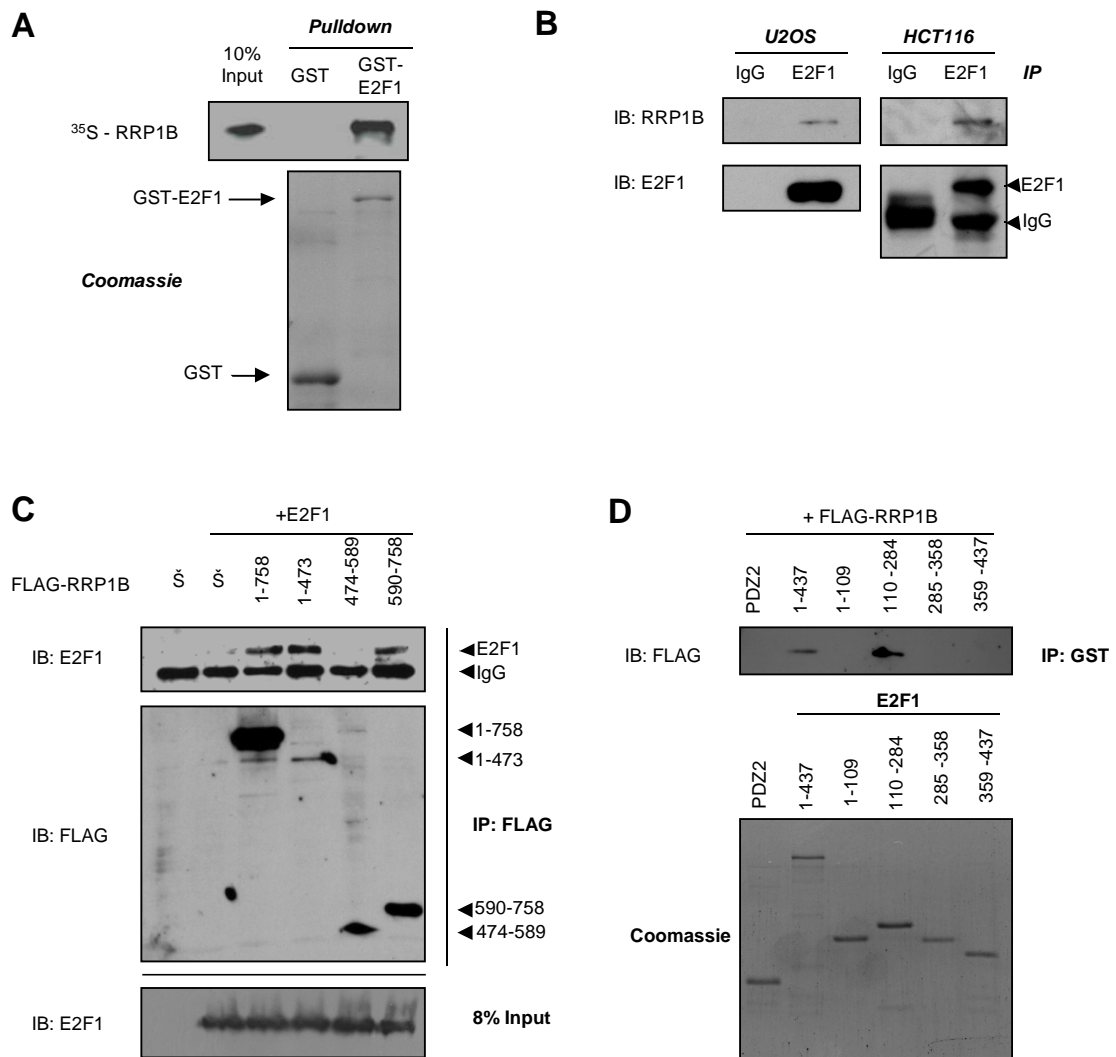 A
Pulldown
10%
Input
GST
GST-
E2F1
35S - RRP1B
GST-E2F1
Coomassie
GST
B
U2OS
HCT116
IgG
E2F1
IgG
E2F1
IP
IB: RRP1B
IB: E2F1
E2F1
IgG
C
+E2F1
FLAG-RRP1B
Š
Š
1-758
1-473
474-589
590-758
IB: E2F1
E2F1
IgG
1-758
1-473
IB: FLAG
IP: FLAG
590-758
474-589
IB: E2F1
8% Input
D
+ FLAG-RRP1B
PDZ2
1-437
1-109
110 -284
285 -358
359 -437
IB: FLAG
IP: GST
E2F1
PDZ2
1-437
1-109
110 -284
285 -358
359 -437
Coomassie